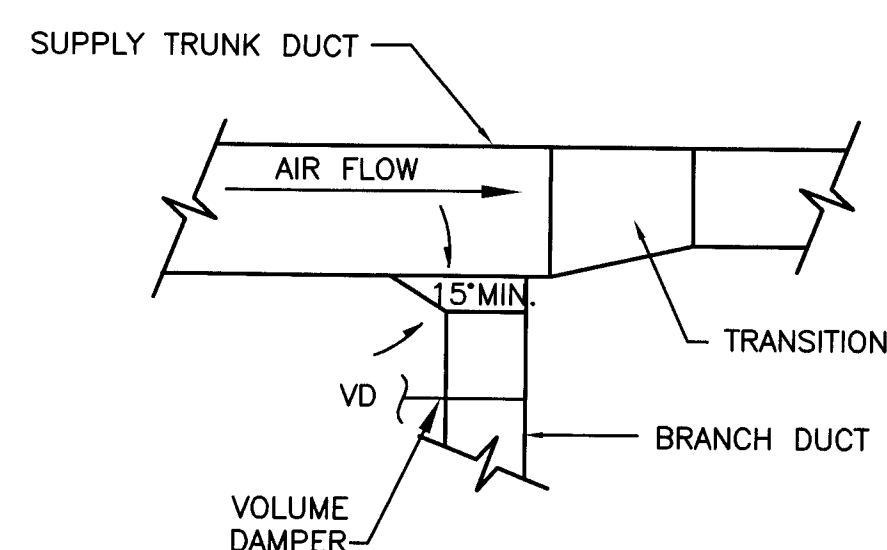 SUPPLY TRUNK DUCT
AIR FLOW
15°MIN.
TRANSITION
VD
BRANCH DUCT
VOLUME
DAMPER